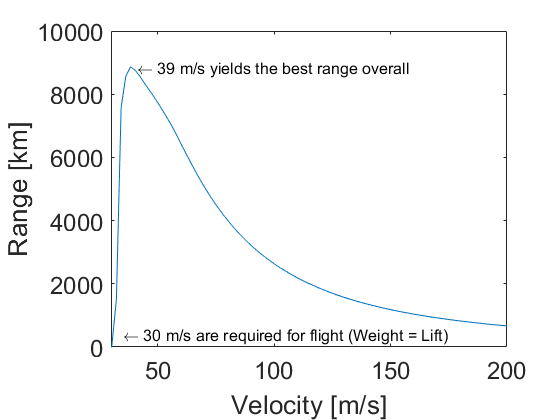 10000
← 39 m/s yields the best range overall
8000
6000
Range [km]
4000
2000
← 30 m/s are required for flight (Weight = Lift)
0
50 100 150 200
Velocity [m/s]